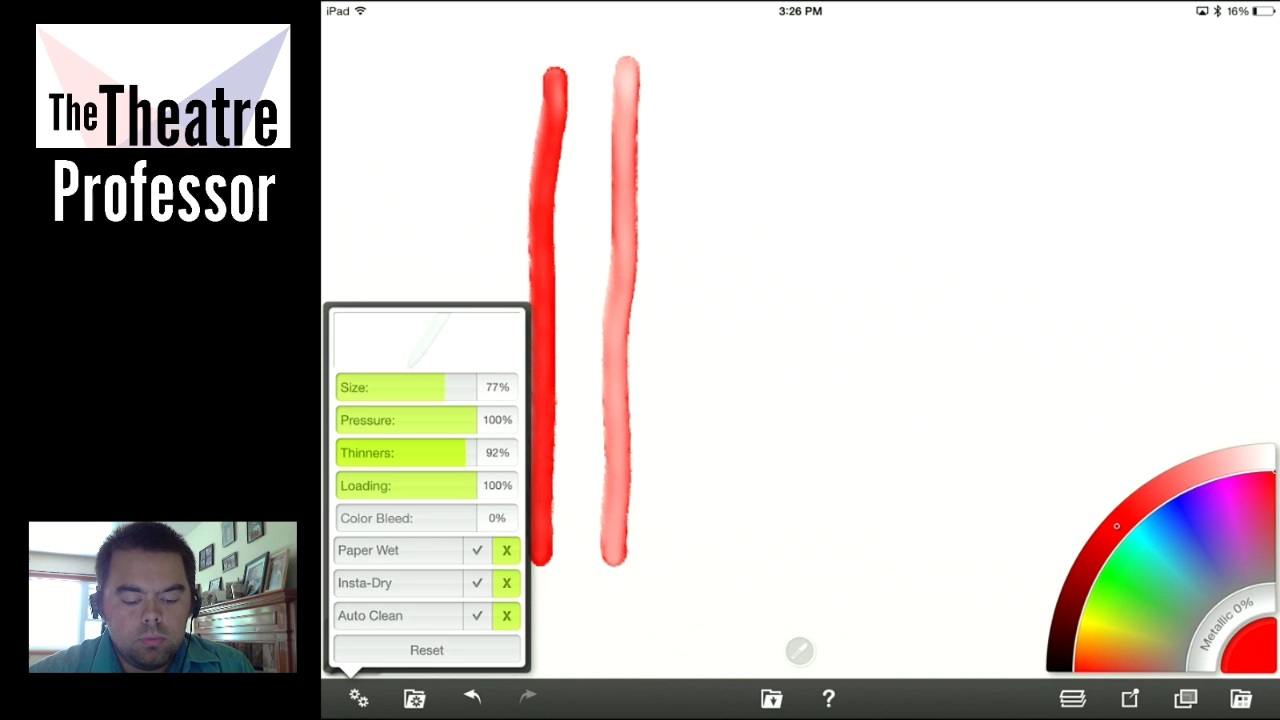 The Theatre
Professor
iPad
3:26 PM
16%
Size: 77%
Pressure: 100%
Thinners: 92%
Loading: 100%
Color Bleed: 0%
Paper Wet ✓ X
Insta-Dry ✓ X
Auto Clean ✓ X
Reset
Metallic 0%
?